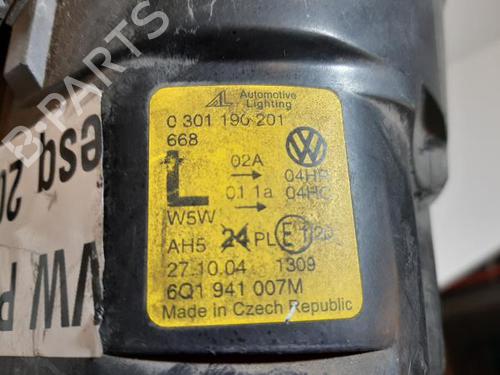 Automotive
Lighting
0 301 190 201
668
L
02A
04HR
01 1a
04HC
W5W
AH5 24 PL E1
27.10.04 1309
6Q1 941 007M
Made in Czech Republic
VW P
esq 20